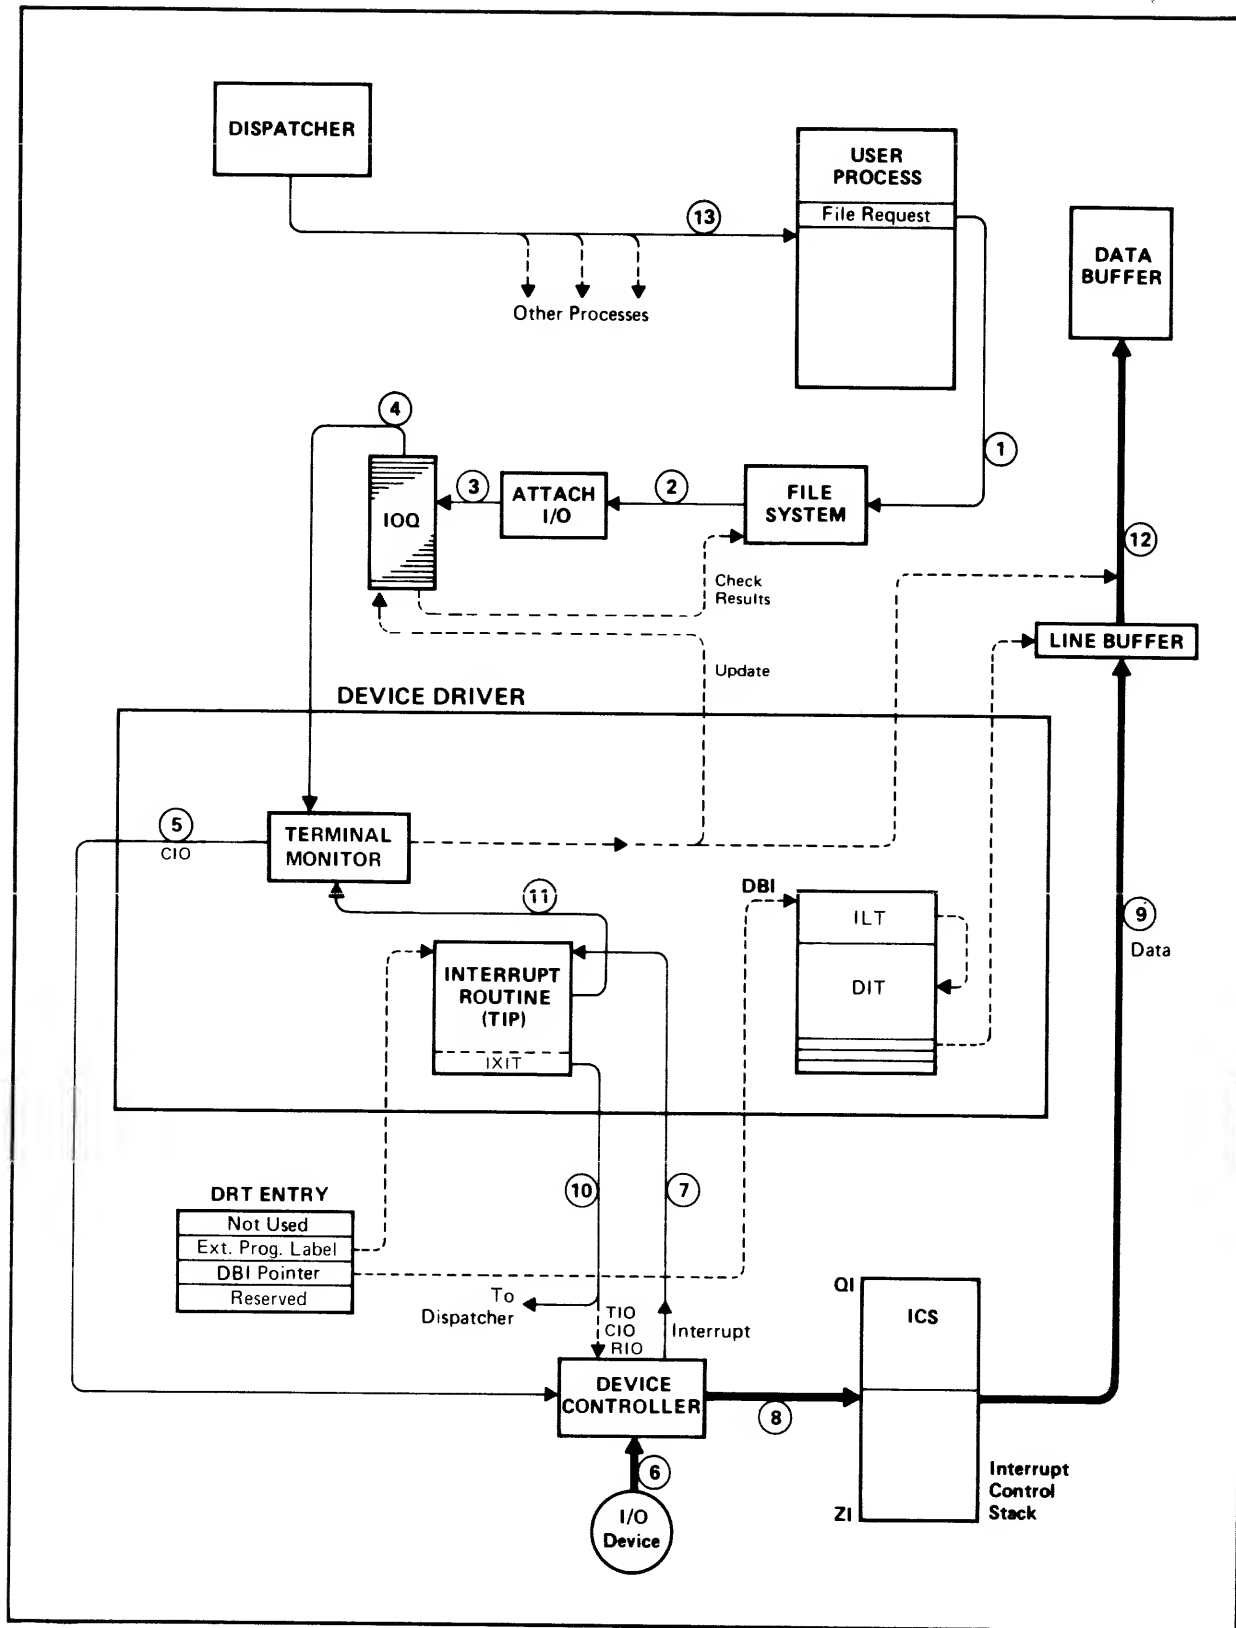 DISPATCHER
USER
PROCESS
File Request
13
DATA
BUFFER
Other Processes
4
1
3
2
IOQ
ATTACH
I/O
FILE
SYSTEM
12
Check
Results
LINE BUFFER
Update
DEVICE DRIVER
5
CIO
TERMINAL
MONITOR
11
DBI
ILT
DIT
9
Data
INTERRUPT
ROUTINE
(TIP)
IXIT
10
7
DRT ENTRY
Not Used
Ext. Prog. Label
DBI Pointer
Reserved
To
Dispatcher
TIO
CIO
RIO
Interrupt
QI
ICS
DEVICE
CONTROLLER
8
6
I/O
Device
ZI
Interrupt
Control
Stack